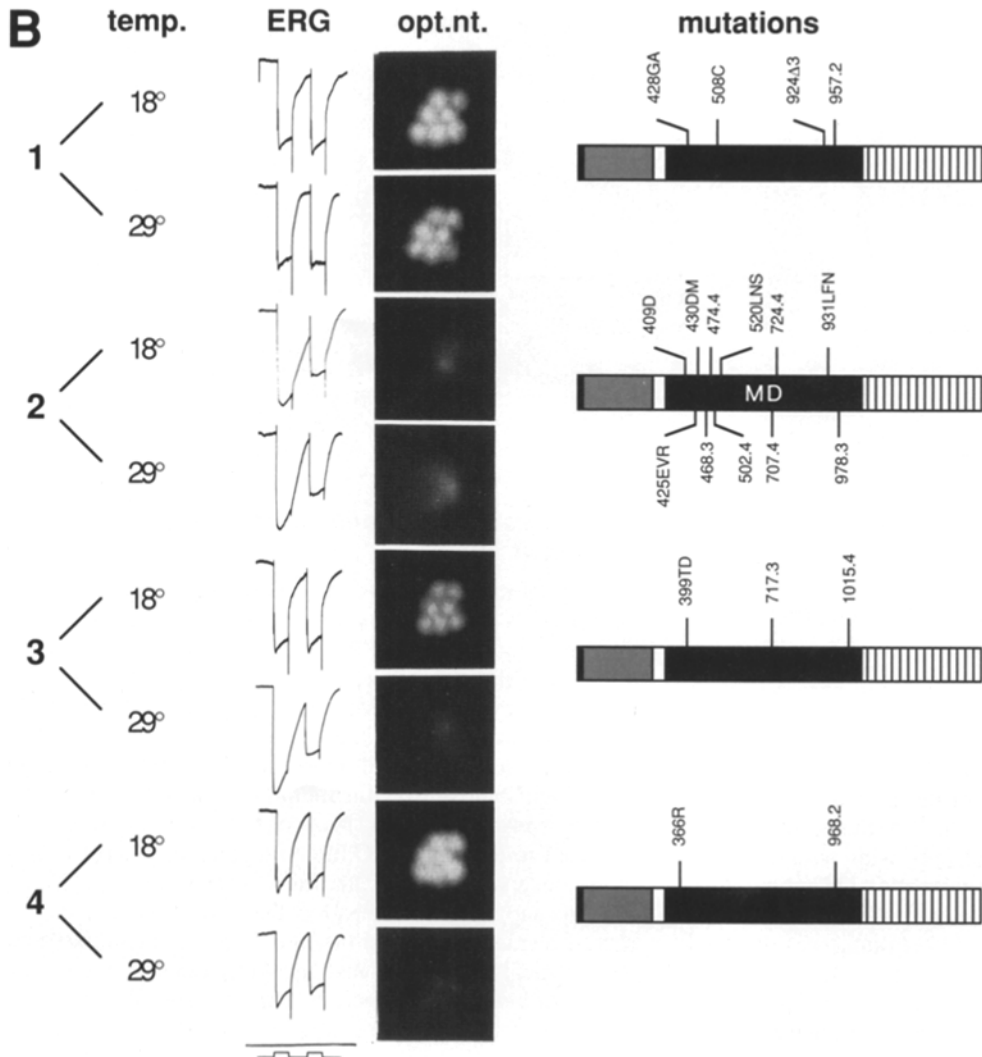 B temp. ERG opt.nt. mutations
1
18°
29°
428GA 508C 924Δ3 957.2
2
18°
29°
409D 430DM 474.4 520LNS 724.4 931LFN
MD
425EVR 468.3 502.4 707.4 978.3
3
18°
29°
399TD 717.3 1015.4
4
18°
29°
366R 968.2